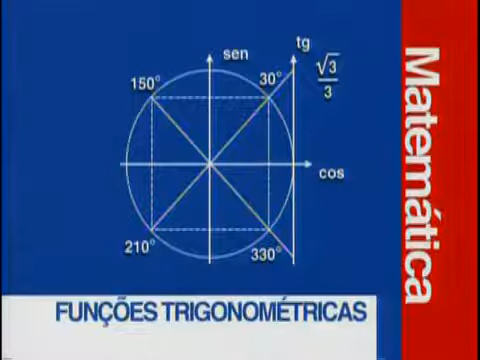 sen
tg
√3
3
150°
30°
cos
210°
330°
Matemática
FUNÇÕES TRIGONOMÉTRICAS